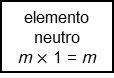 elemento
neutro
m × 1 = m